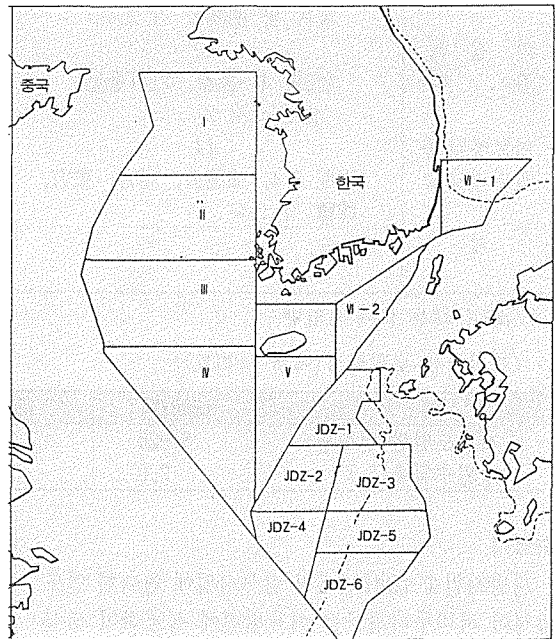 중국
I
한국
VI-1
II
III
VI-2
IV
V
JDZ-1
JDZ-2
JDZ-3
JDZ-4
JDZ-5
JDZ-6